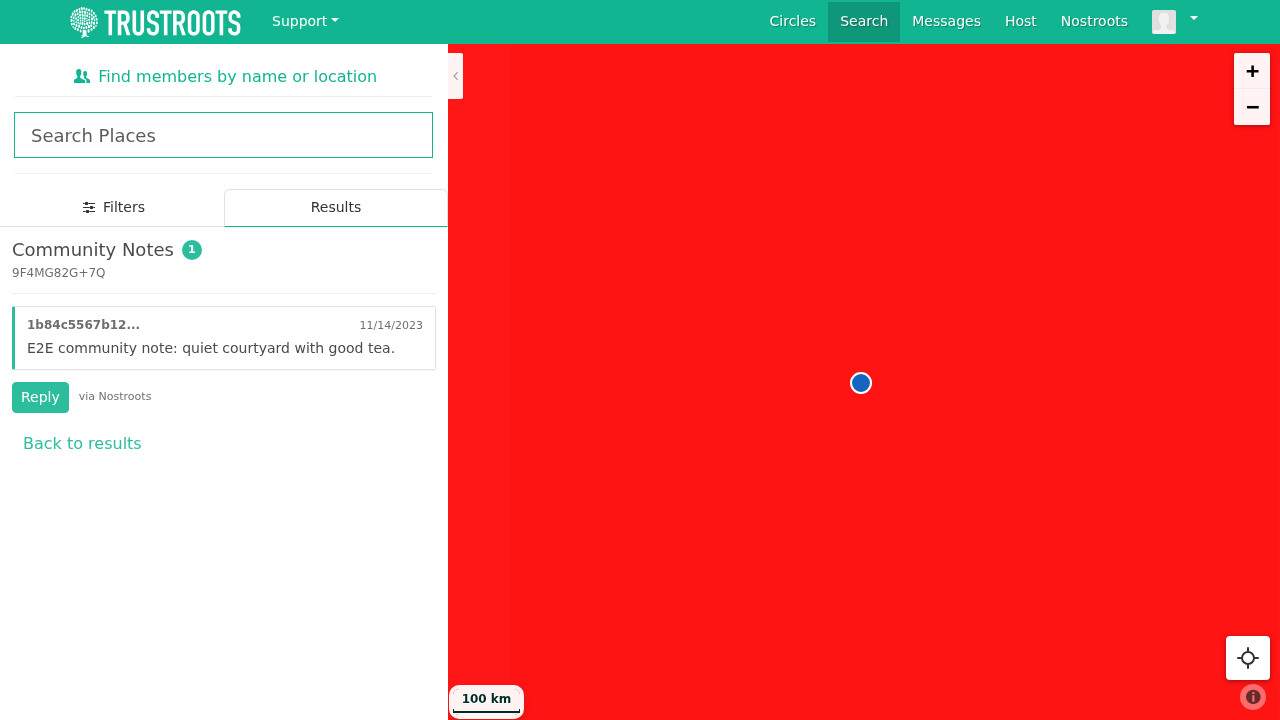 TRUSTROOTS
Support
Circles
Search
Messages
Host
Nostroots
Find members by name or location
Search Places
Filters
Results
Community Notes 1
9F4MG82G+7Q
1b84c5567b12...
11/14/2023
E2E community note: quiet courtyard with good tea.
Reply
via Nostroots
Back to results
+
−
100 km